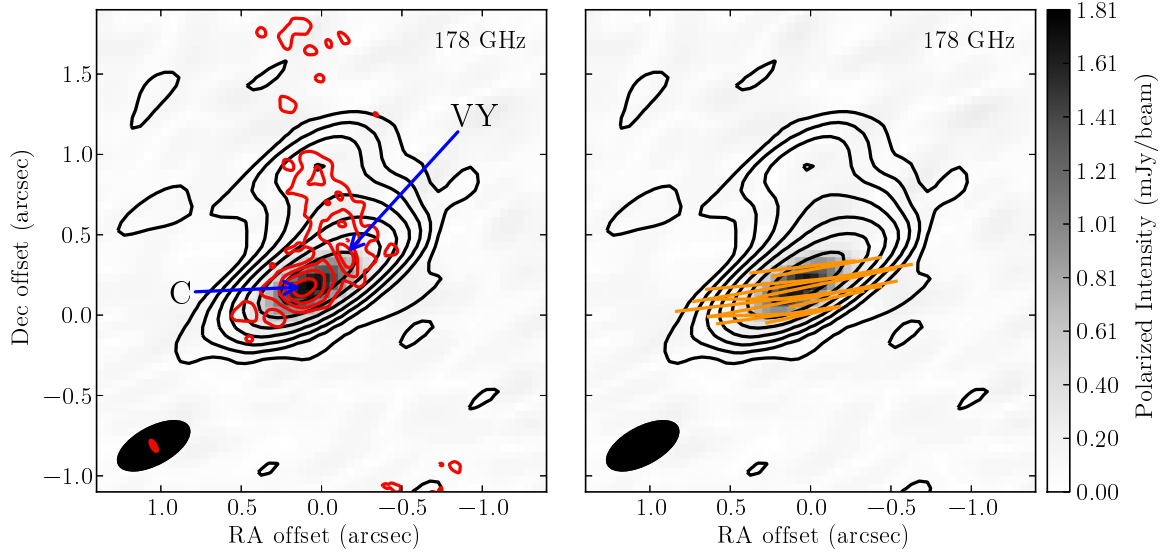 178 GHz
VY
C
Dec offset (arcsec)
1.5
1.0
0.5
0.0
−0.5
−1.0
1.0 0.5 0.0 −0.5 −1.0
RA offset (arcsec)
178 GHz
1.0 0.5 0.0 −0.5 −1.0
RA offset (arcsec)
1.81
1.61
1.41
1.21
1.01
0.81
0.61
0.40
0.20
0.00
Polarized Intensity (mJy/beam)